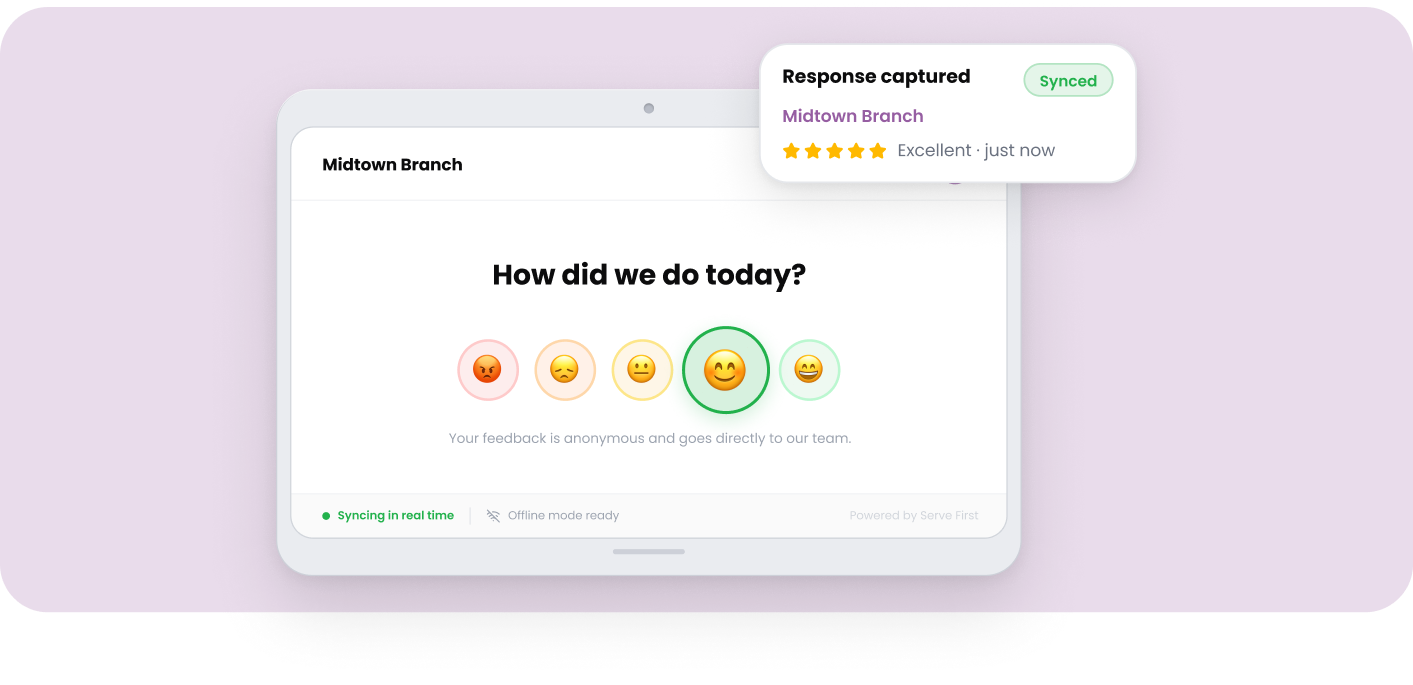 Response captured
Synced
Midtown Branch
Excellent · just now
Midtown Branch
How did we do today?
Your feedback is anonymous and goes directly to our team.
Syncing in real time
Offline mode ready
Powered by Serve First